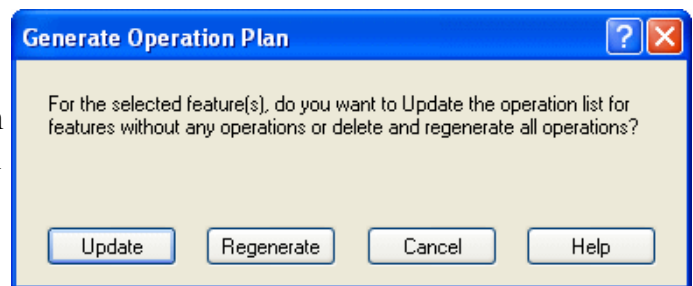 Generate Operation Plan
For the selected feature(s), do you want to Update the operation list for
features without any operations or delete and regenerate all operations?
Update Regenerate Cancel Help